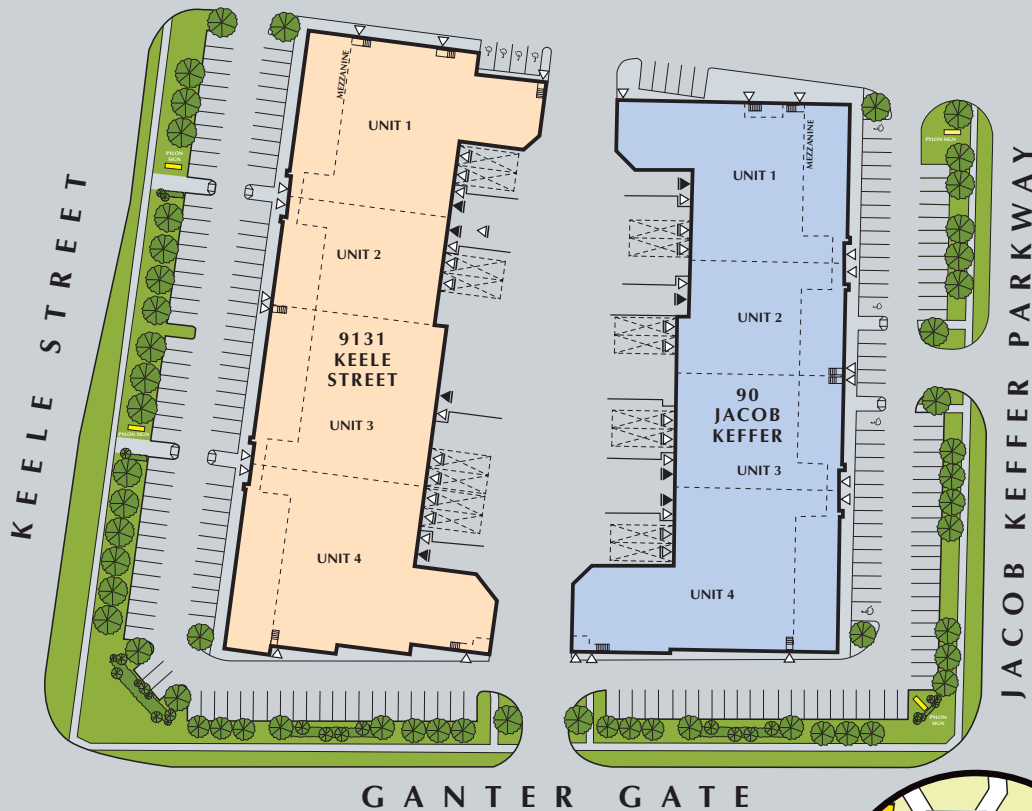 MEZZANINE
UNIT 1
PYLON
SIGN
UNIT 2
9131
KEELE
STREET
UNIT 3
PYLON SIGN
UNIT 4
KEELE STREET
PYLON SIGN
MEZZANINE
UNIT 1
UNIT 2
90
JACOB
KEFFER
UNIT 3
UNIT 4
PYLON
SIGN
JACOB KEFFER PARKWAY
GANTER GATE